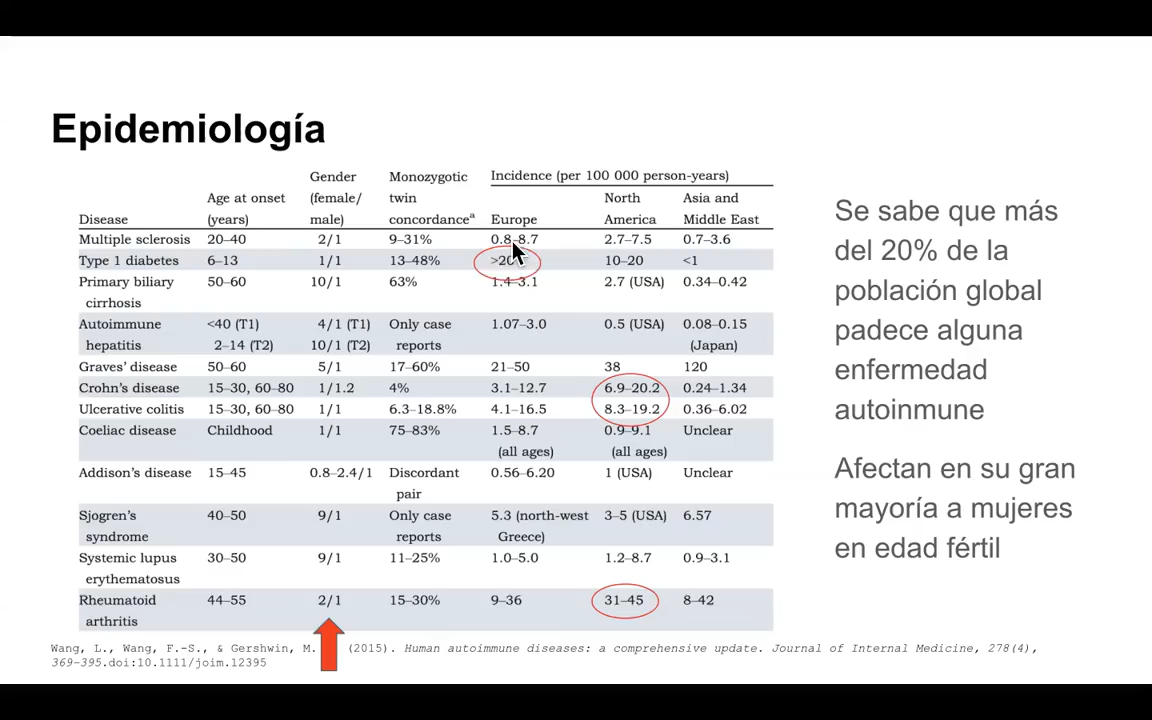 Epidemiología
Gender Monozygotic Incidence (per 100 000 person-years)
Age at onset (female/ twin North Asia and
Disease (years) male) concordanceᵃ Europe America Middle East
Multiple sclerosis 20–40 2/1 9–31% 0.8–8.7 2.7–7.5 0.7–3.6
Type 1 diabetes 6–13 1/1 13–48% >20 10–20 <1
Primary biliary 50–60 10/1 63% 1.4–3.1 2.7 (USA) 0.34–0.42
cirrhosis
Autoimmune <40 (T1) 4/1 (T1) Only case 1.07–3.0 0.5 (USA) 0.08–0.15
hepatitis 2–14 (T2) 10/1 (T2) reports (Japan)
Graves’ disease 50–60 5/1 17–60% 21–50 38 120
Crohn’s disease 15–30, 60–80 1/1.2 4% 3.1–12.7 6.9–20.2 0.24–1.34
Ulcerative colitis 15–30, 60–80 1/1 6.3–18.8% 4.1–16.5 8.3–19.2 0.36–6.02
Coeliac disease Childhood 1/1 75–83% 1.5–8.7 0.9–9.1 Unclear
(all ages) (all ages)
Addison’s disease 15–45 0.8–2.4/1 Discordant 0.56–6.20 1 (USA) Unclear
pair
Sjogren’s 40–50 9/1 Only case 5.3 (north-west 3–5 (USA) 6.57
syndrome reports Greece)
Systemic lupus 30–50 9/1 11–25% 1.0–5.0 1.2–8.7 0.9–3.1
erythematosus
Rheumatoid 44–55 2/1 15–30% 9–36 31–45 8–42
arthritis
Se sabe que más
del 20% de la
población global
padece alguna
enfermedad
autoinmune
Afectan en su gran
mayoría a mujeres
en edad fértil
Wang, L., Wang, F.-S., & Gershwin, M. (2015). Human autoimmune diseases: a comprehensive update. Journal of Internal Medicine, 278(4),
369-395.doi:10.1111/joim.12395